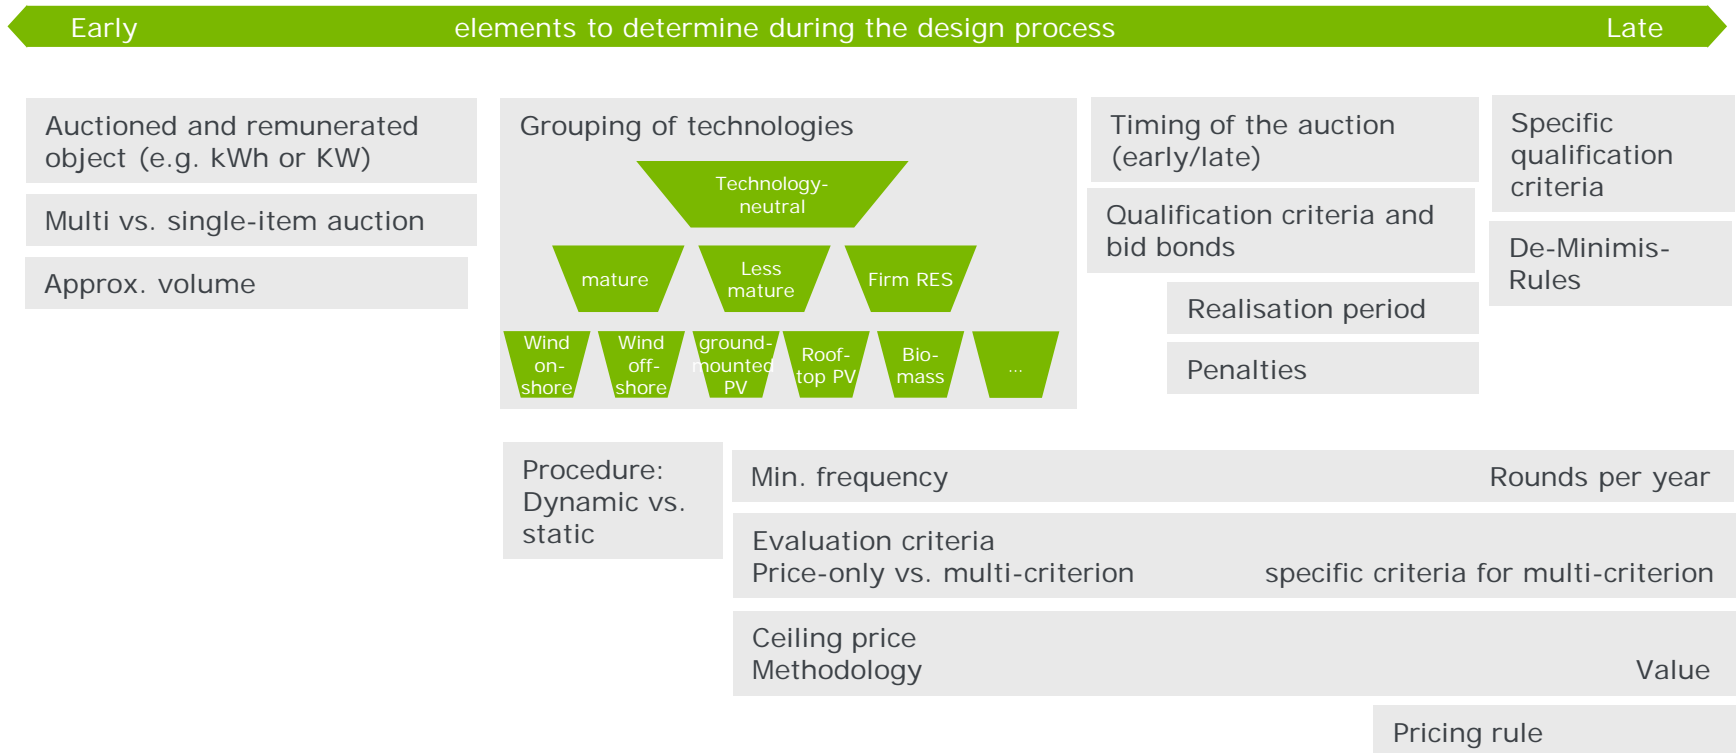 Early elements to determine during the design process Late
Auctioned and remunerated
object (e.g. kWh or KW)
Multi vs. single-item auction
Approx. volume
Grouping of technologies
Technology-
neutral
mature
Less
mature
Firm RES
Wind
on-
shore
Wind
off-
shore
ground-
mounted
PV
Roof-
top PV
Bio-
mass
...
Timing of the auction
(early/late)
Qualification criteria and
bid bonds
Realisation period
Penalties
Specific
qualification
criteria
De-Minimis-
Rules
Procedure:
Dynamic vs.
static
Min. frequency Rounds per year
Evaluation criteria
Price-only vs. multi-criterion specific criteria for multi-criterion
Ceiling price
Methodology Value
Pricing rule